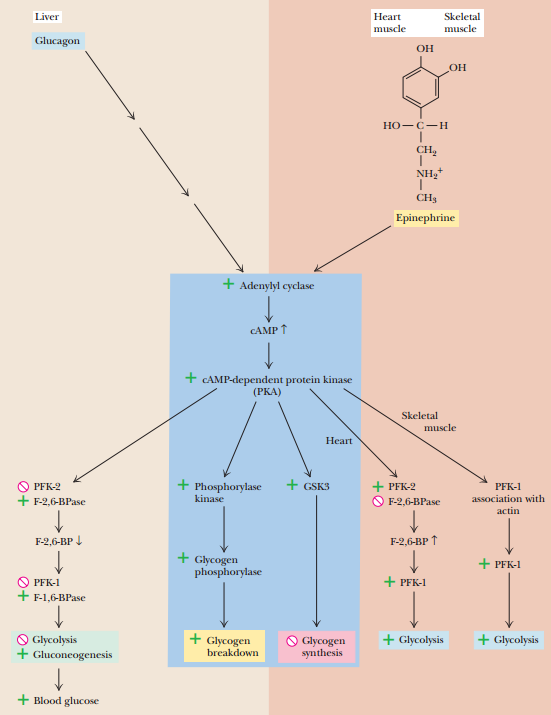 Liver
Glucagon
Heart muscle
Skeletal muscle
OH
OH
HO—C—H
CH2
NH2+
CH3
Epinephrine
+ Adenylyl cyclase
cAMP ↑
+ cAMP-dependent protein kinase
(PKA)
Skeletal
muscle
Heart
PFK-2
+ F-2,6-BPase
F-2,6-BP ↓
PFK-1
+ F-1,6-BPase
Glycolysis
+ Gluconeogenesis
+ Blood glucose
+ Phosphorylase
kinase
+ Glycogen
phosphorylase
+ Glycogen
breakdown
+ GSK3
Glycogen
synthesis
+ PFK-2
F-2,6-BPase
F-2,6-BP ↑
+ PFK-1
+ Glycolysis
PFK-1
association with
actin
+ PFK-1
+ Glycolysis